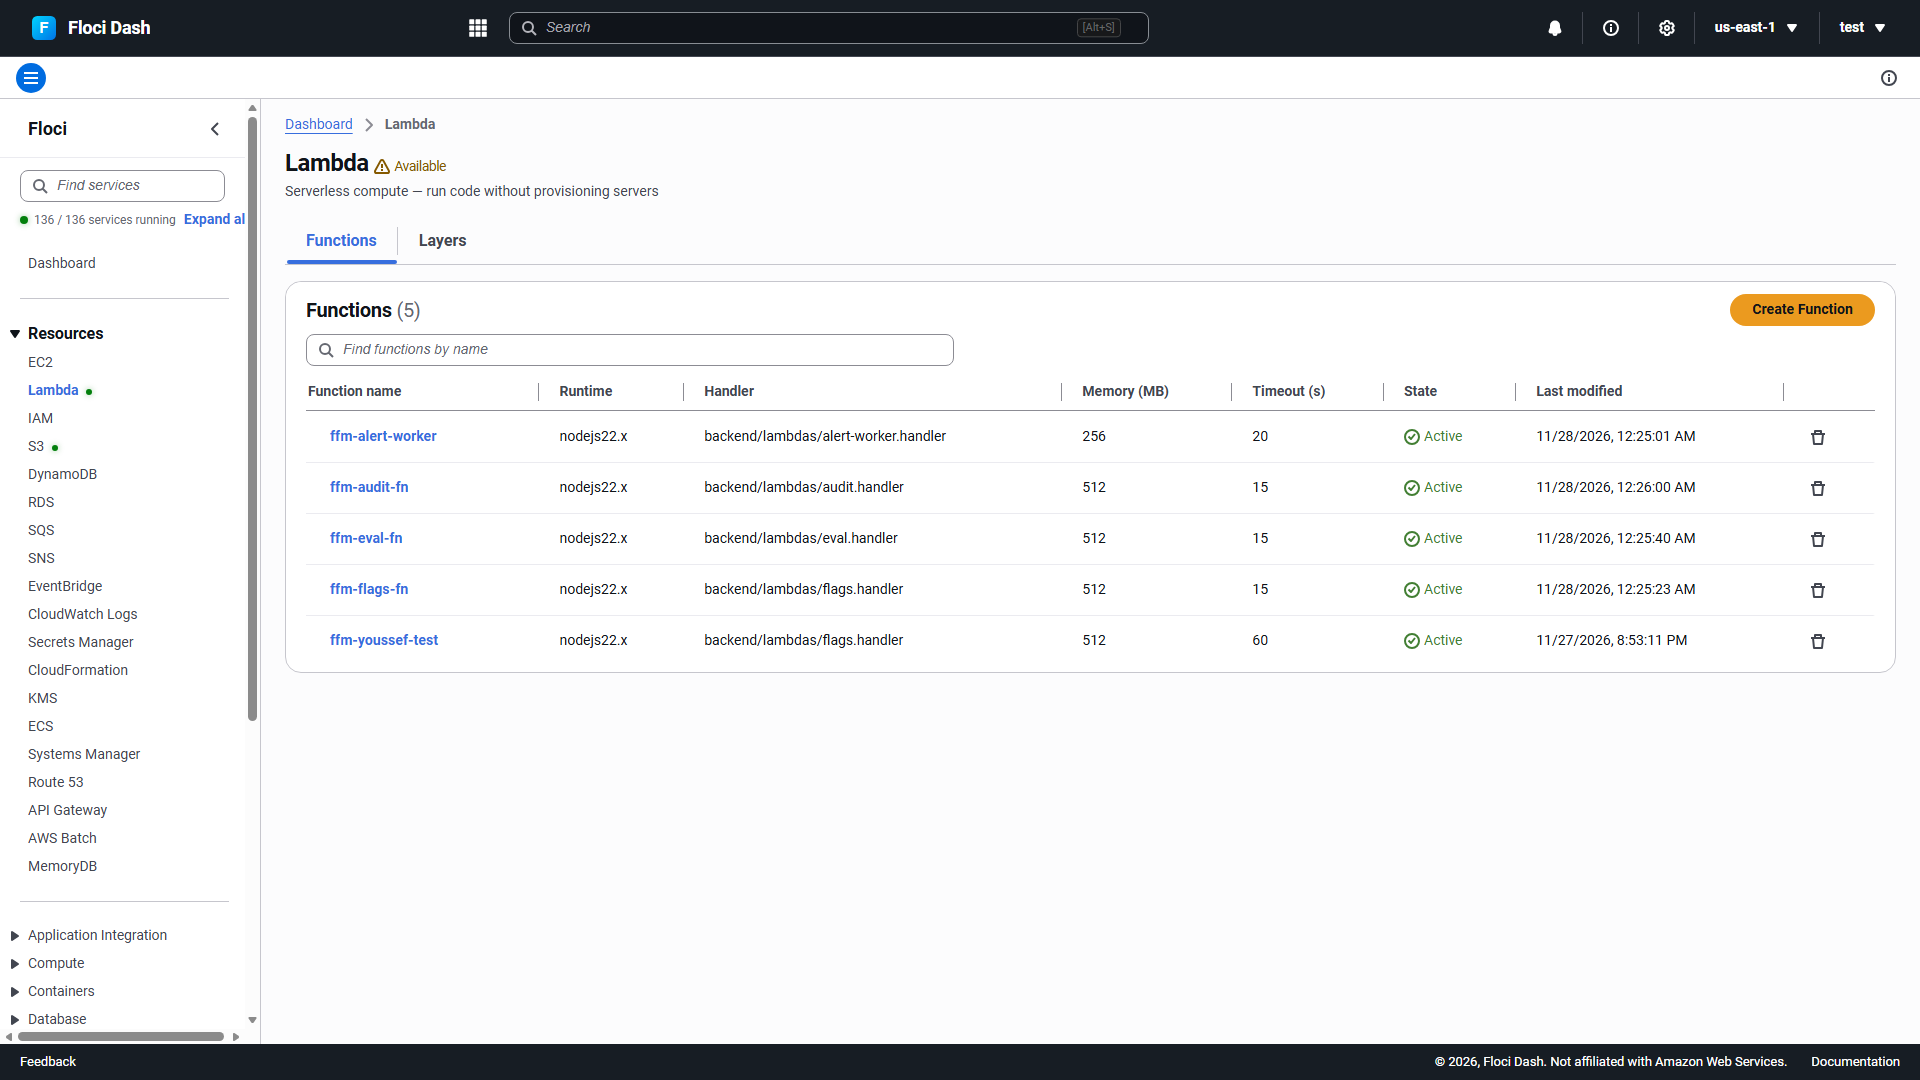 F Floci Dash
Search [Alt+S]
us-east-1
test
Floci
Find services
136 / 136 services running Expand al
Dashboard
Resources
EC2
Lambda
IAM
S3
DynamoDB
RDS
SQS
SNS
EventBridge
CloudWatch Logs
Secrets Manager
CloudFormation
KMS
ECS
Systems Manager
Route 53
API Gateway
AWS Batch
MemoryDB
Application Integration
Compute
Containers
Database
Dashboard > Lambda
Lambda Available
Serverless compute — run code without provisioning servers
Functions Layers
Functions (5) Create Function
Find functions by name
Function name Runtime Handler Memory (MB) Timeout (s) State Last modified
ffm-alert-worker nodejs22.x backend/lambdas/alert-worker.handler 256 20 Active 11/28/2026, 12:25:01 AM
ffm-audit-fn nodejs22.x backend/lambdas/audit.handler 512 15 Active 11/28/2026, 12:26:00 AM
ffm-eval-fn nodejs22.x backend/lambdas/eval.handler 512 15 Active 11/28/2026, 12:25:40 AM
ffm-flags-fn nodejs22.x backend/lambdas/flags.handler 512 15 Active 11/28/2026, 12:25:23 AM
ffm-youssef-test nodejs22.x backend/lambdas/flags.handler 512 60 Active 11/27/2026, 8:53:11 PM
Feedback © 2026, Floci Dash. Not affiliated with Amazon Web Services. Documentation